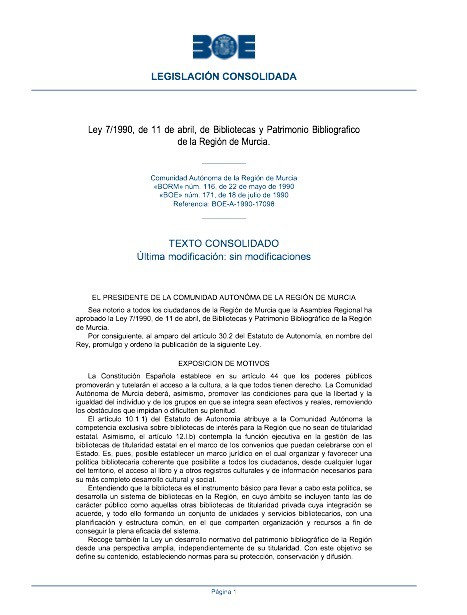 BOE
LEGISLACIÓN CONSOLIDADA
Ley 7/1990, de 11 de abril, de Bibliotecas y Patrimonio Bibliografico
de la Región de Murcia.
Comunidad Autónoma de la Región de Murcia
«BORM» núm. 116, de 22 de mayo de 1990
«BOE» núm. 171, de 18 de julio de 1990
Referencia: BOE-A-1990-17098
TEXTO CONSOLIDADO
Última modificación: sin modificaciones
EL PRESIDENTE DE LA COMUNIDAD AUTONÓMA DE LA REGIÓN DE MURCIA
Sea notorio a todos los ciudadanos de la Región de Murcia que la Asamblea Regional ha
aprobado la Ley 7/1990, de 11 de abril, de Bibliotecas y Patrimonio Bibliográfico de la Región
de Murcia.
Por consiguiente, al amparo del artículo 30.2 del Estatuto de Autonomía, en nombre del
Rey, promulgo y ordeno la publicación de la siguiente Ley.
EXPOSICION DE MOTIVOS
La Constitución Española establece en su artículo 44 que los poderes públicos
promoverán y tutelarán el acceso a la cultura, a la que todos tienen derecho. La Comunidad
Autónoma de Murcia deberá, asimismo, promover las condiciones para que la libertad y la
igualdad del individuo y de los grupos en que se integra sean efectivos y reales, removiendo
los obstáculos que impidan o dificulten su plenitud.
El artículo 10.1.1) del Estatuto de Autonomía atribuye a la Comunidad Autónoma la
competencia exclusiva sobre bibliotecas de interés para la Región que no sean de titularidad
estatal. Asimismo, el artículo 12.I.b) contempla la función ejecutiva en la gestión de las
bibliotecas de titularidad estatal en el marco de los convenios que puedan celebrarse con el
Estado. Es, pues, posible establecer un marco jurídico en el cual organizar y favorecer una
política bibliotecaria coherente que posibilite a todos los ciudadanos, desde cualquier lugar
del territorio, el acceso al libro y a otros registros culturales y de información necesarios para
su más completo desarrollo cultural y social.
Entendiendo que la biblioteca es el instrumento básico para llevar a cabo esta política, se
desarrolla un sistema de bibliotecas en la Región, en cuyo ámbito se incluyen tanto las de
carácter público como aquellas otras bibliotecas de titularidad privada cuya integración se
acuerde, y todo ello formando un conjunto de unidades y servicios bibliotecarios, con una
planificación y estructura común, en el que comparten organización y recursos a fin de
conseguir la plena eficacia del sistema.
Recoge también la Ley un desarrollo normativo del patrimonio bibliográfico de la Región
desde una perspectiva amplia, independientemente de su titularidad. Con este objetivo se
define su contenido, estableciendo normas para su protección, conservación y difusión.
Página 1